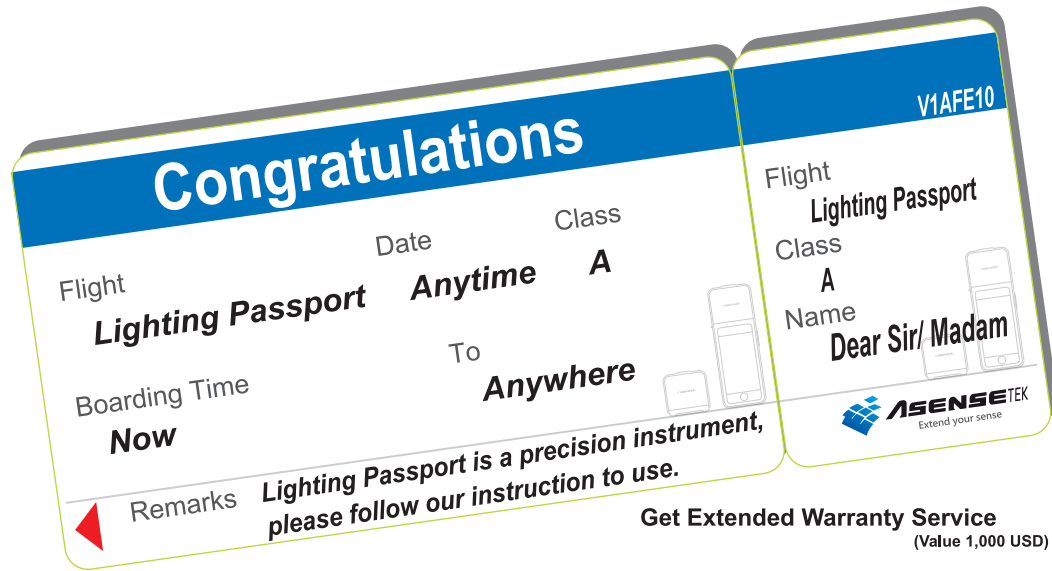 Congratulations
Flight
Lighting Passport
Date
Anytime
Class
A
Boarding Time
Now
To
Anywhere
Remarks
Lighting Passport is a precision instrument,
please follow our instruction to use.
V1AFE10
Flight
Lighting Passport
Class
A
Name
Dear Sir/ Madam
ASENSETEK
Extend your sense
Get Extended Warranty Service
(Value 1,000 USD)